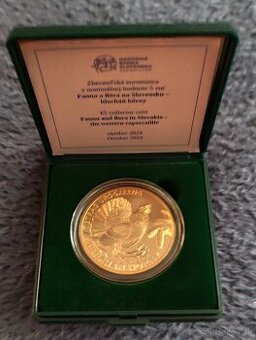 NÁRODNÁ
BANKA
SLOVENSKA
EUROSYSTÉM
Zberateľská euromince
v nominálnej hodnote 5 eur
Fauna a flóra na Slovensku –
hlucháň hôrny
€5 collector coin
Fauna and flora in Slovakia –
the western capercaillie
október 2024
October 2024